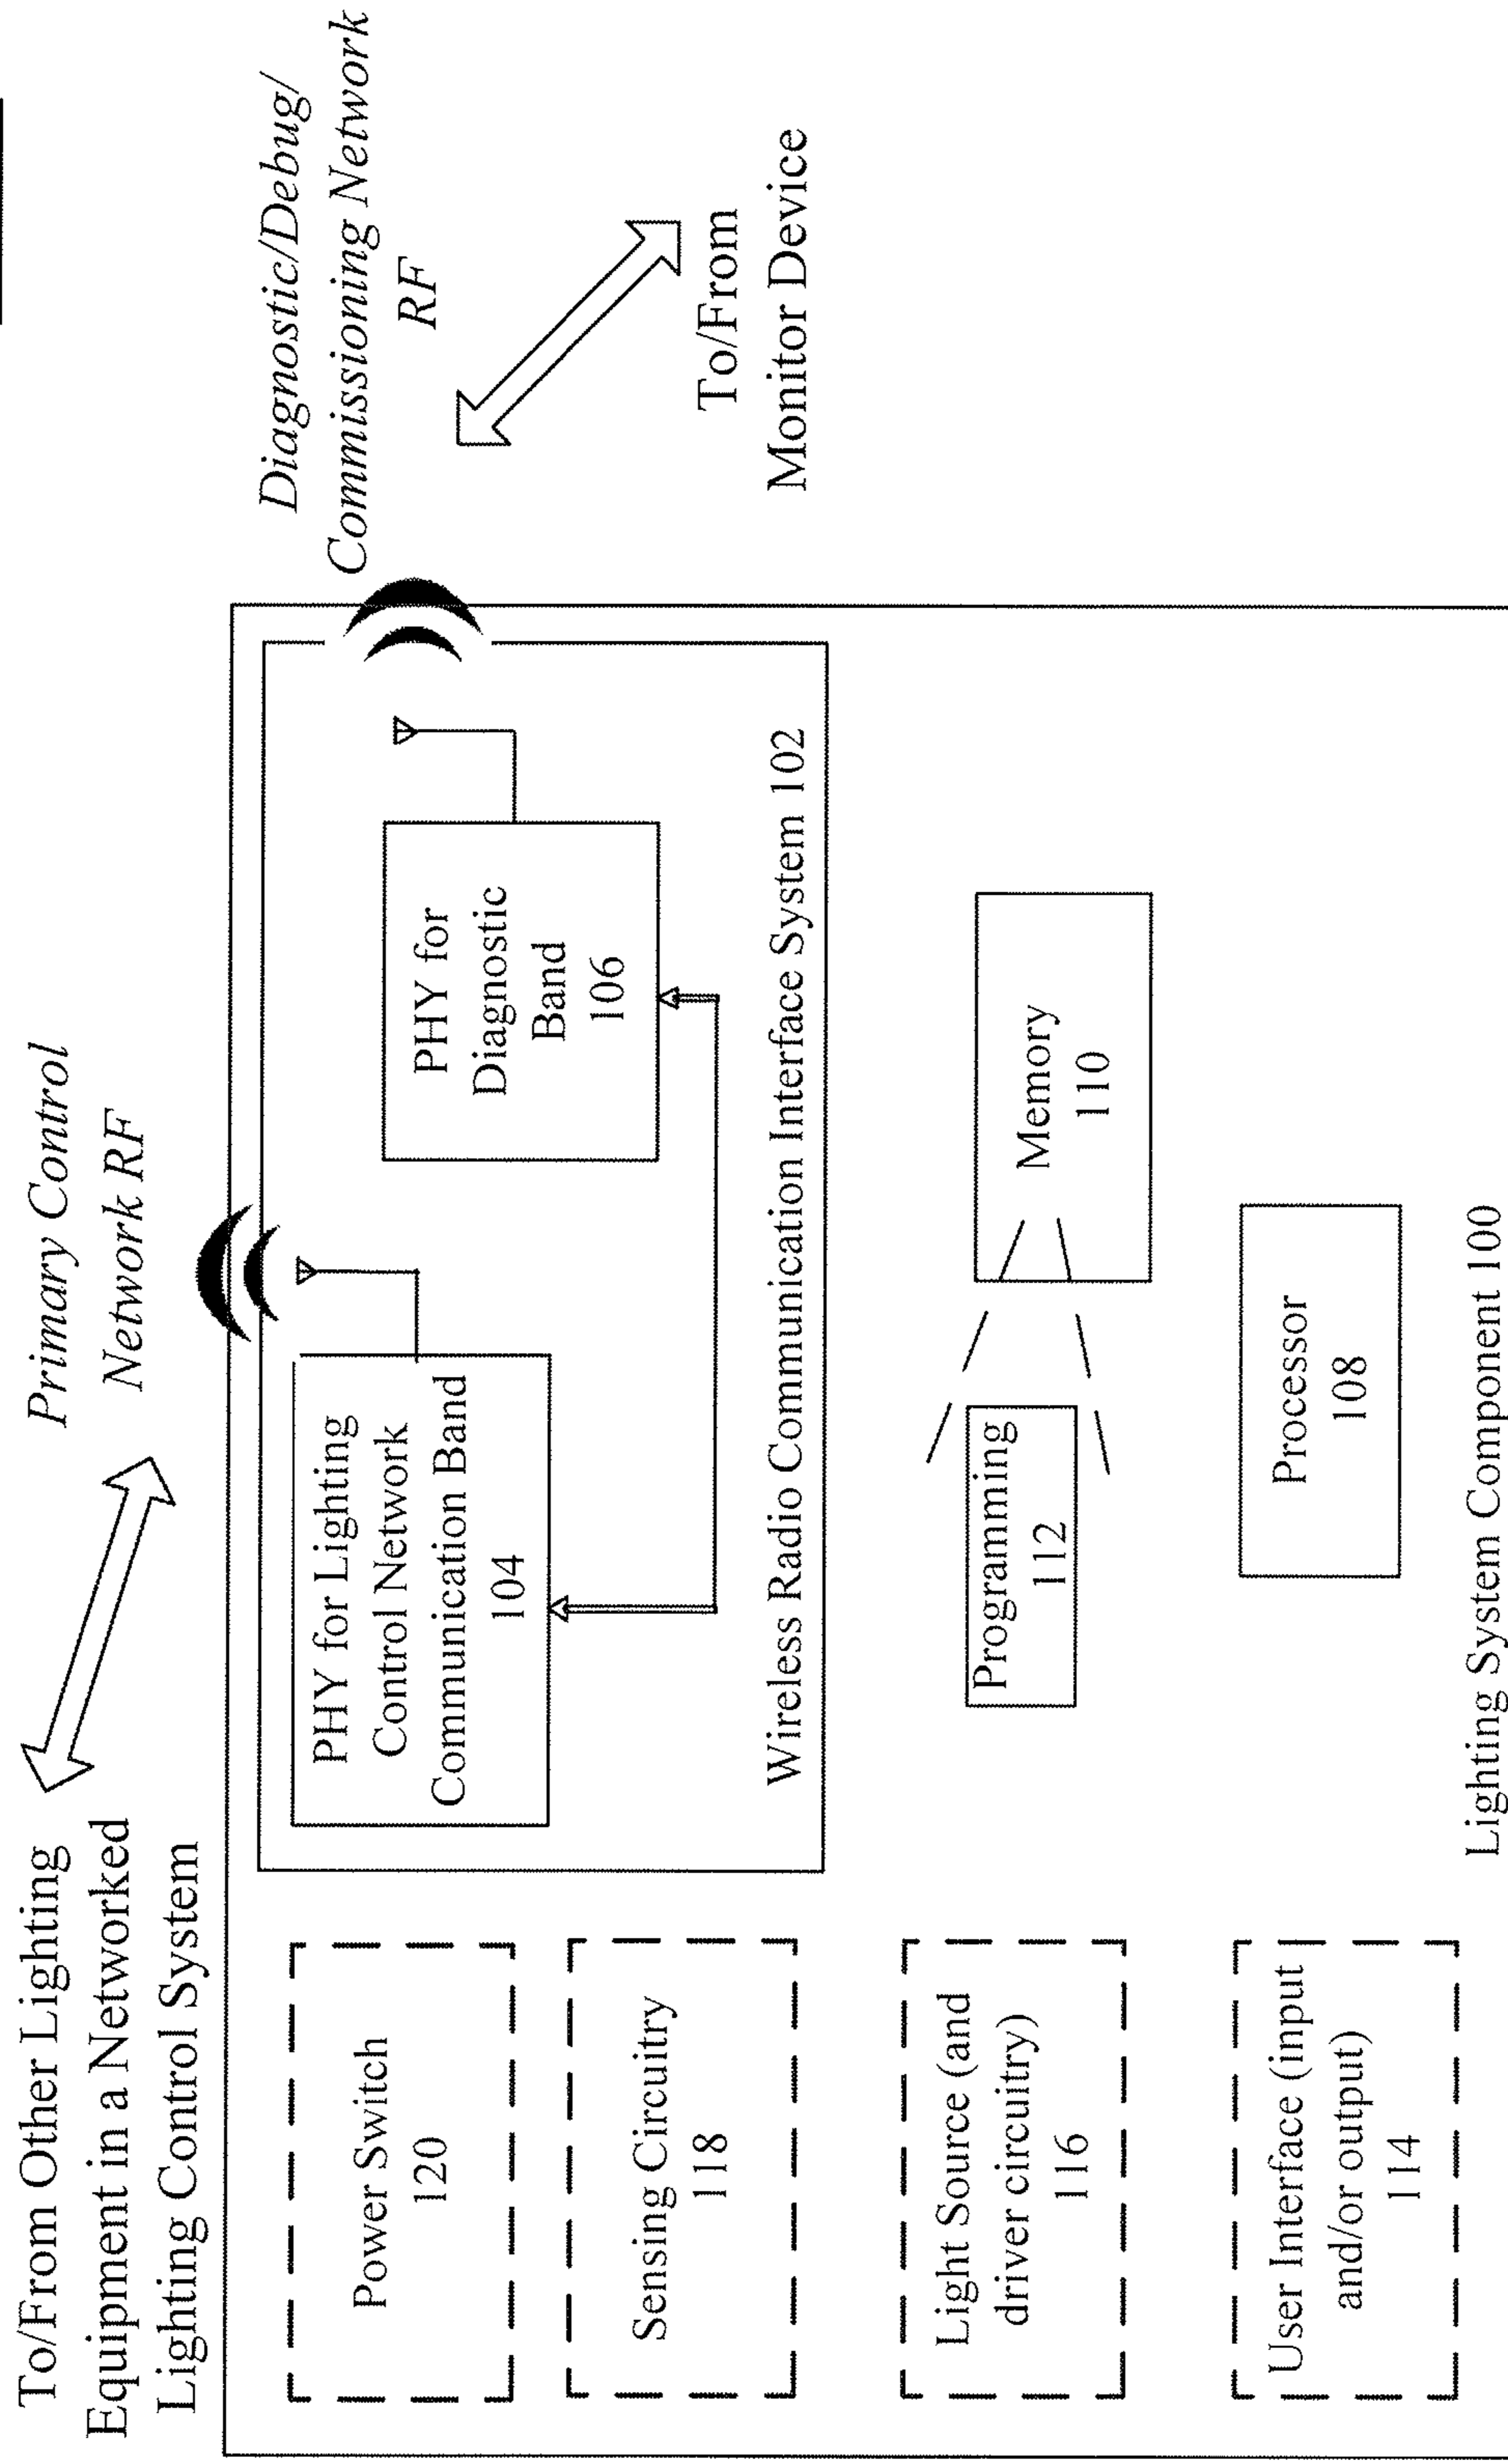 To/From Other Lighting
Equipment in a Networked
Lighting Control System
Primary Control
Network RF
Diagnostic/Debug/
Commissioning Network
RF
To/From
Monitor Device
Power Switch
120
Sensing Circuitry
118
Light Source (and
driver circuitry)
116
User Interface (input
and/or output)
114
PHY for Lighting
Control Network
Communication Band
104
PHY for
Diagnostic
Band
106
Wireless Radio Communication Interface System 102
Programming
112
Memory
110
Processor
108
Lighting System Component 100